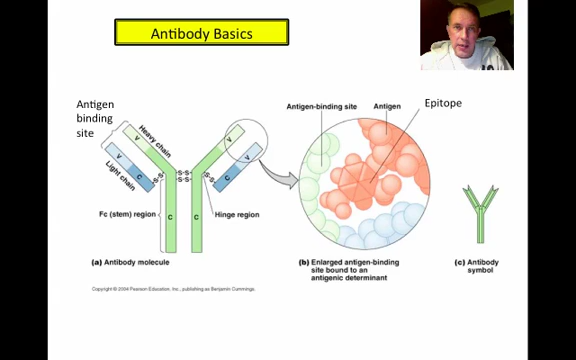 Antibody Basics
Antigen
binding
site
Heavy chain
V
V
V
V
Light chain
C
C
S-S
S-S
S-S
S-S
Fc (stem) region
C
C
Hinge region
(a) Antibody molecule
Antigen-binding site
Antigen
Epitope
(b) Enlarged antigen-binding
site bound to an
antigenic determinant
(c) Antibody
symbol
Copyright © 2004 Pearson Education, Inc., publishing as Benjamin Cummings.